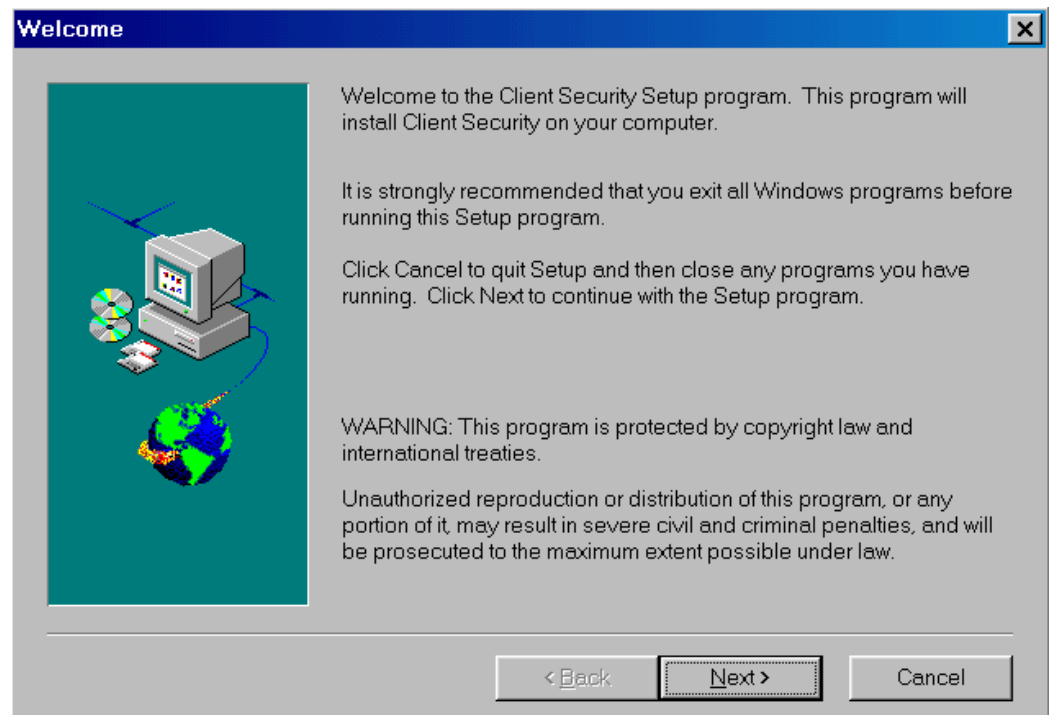 Welcome
Welcome to the Client Security Setup program.  This program will
install Client Security on your computer.
It is strongly recommended that you exit all Windows programs before
running this Setup program.
Click Cancel to quit Setup and then close any programs you have
running.  Click Next to continue with the Setup program.
WARNING: This program is protected by copyright law and
international treaties.
Unauthorized reproduction or distribution of this program, or any
portion of it, may result in severe civil and criminal penalties, and will
be prosecuted to the maximum extent possible under law.
< Back
Next >
Cancel